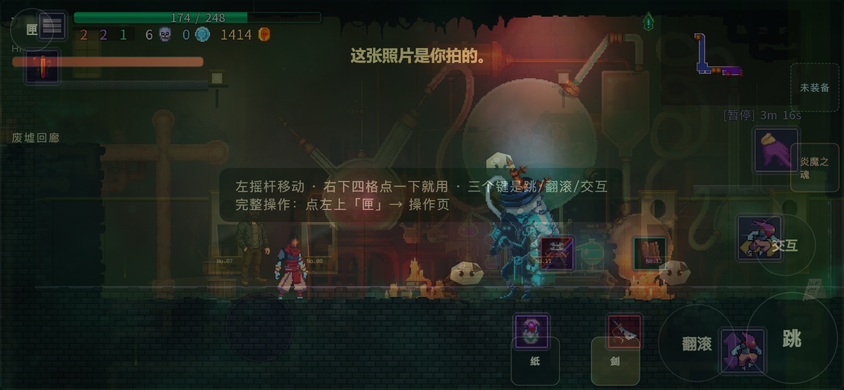 174 / 248
匣
2 2 1 6 0 1414
这张照片是你拍的。
未装备
[暂停] 3m 16s
废墟回廊
炎魔之魂
左摇杆移动 · 右下四格点一下就用 · 三个键是跳/翻滚/交互
完整操作：点左上「匣」→ 操作页
交互
翻滚
跳
纸
剑